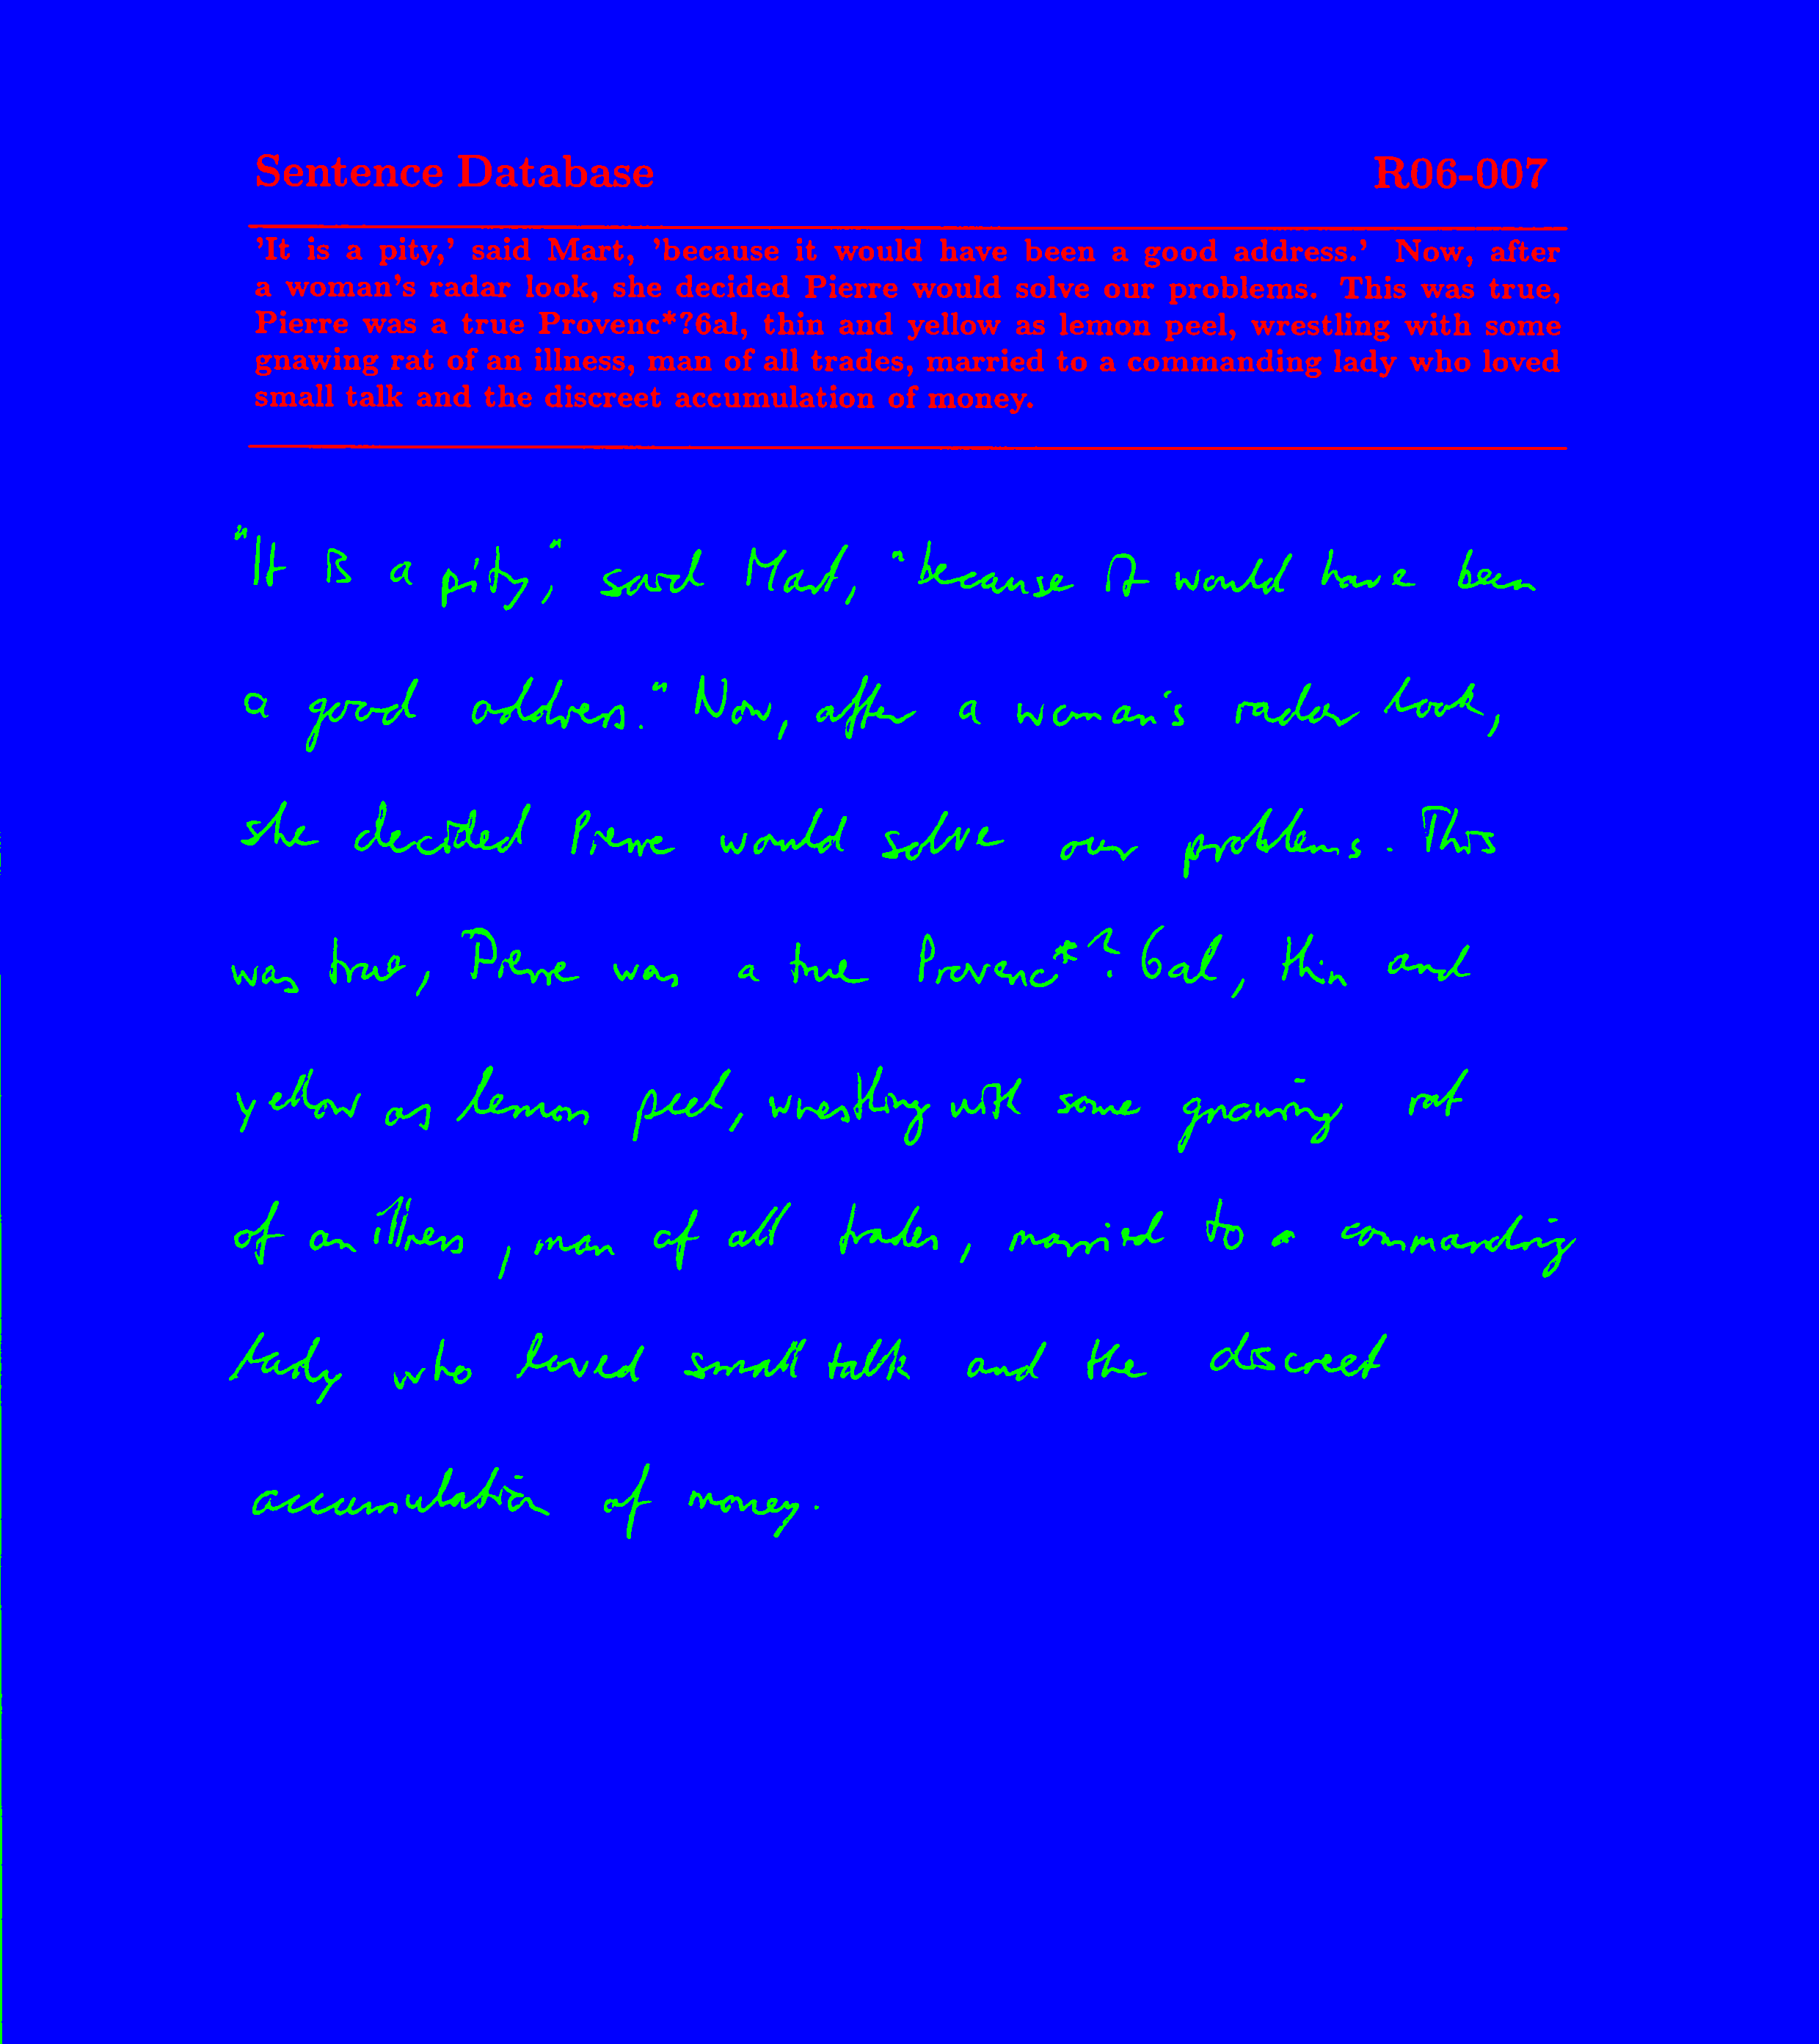 Sentence Database R06-007
'It is a pity,' said Mart, 'because it would have been a good address.' Now, after
a woman's radar look, she decided Pierre would solve our problems. This was true,
Pierre was a true Provenc*?6al, thin and yellow as lemon peel, wrestling with some
gnawing rat of an illness, man of all trades, married to a commanding lady who loved
small talk and the discreet accumulation of money.
"It is a pity," said Mart, "because it would have been
a good address." Now, after a woman's radar look,
she decided Pierre would solve our problems. This
was true, Pierre was a true Provenc*?6al, thin and
yellow as lemon peel, wrestling with some gnawing rat
of an illness, man of all trades, married to a commanding
lady who loved small talk and the discreet
accumulation of money.